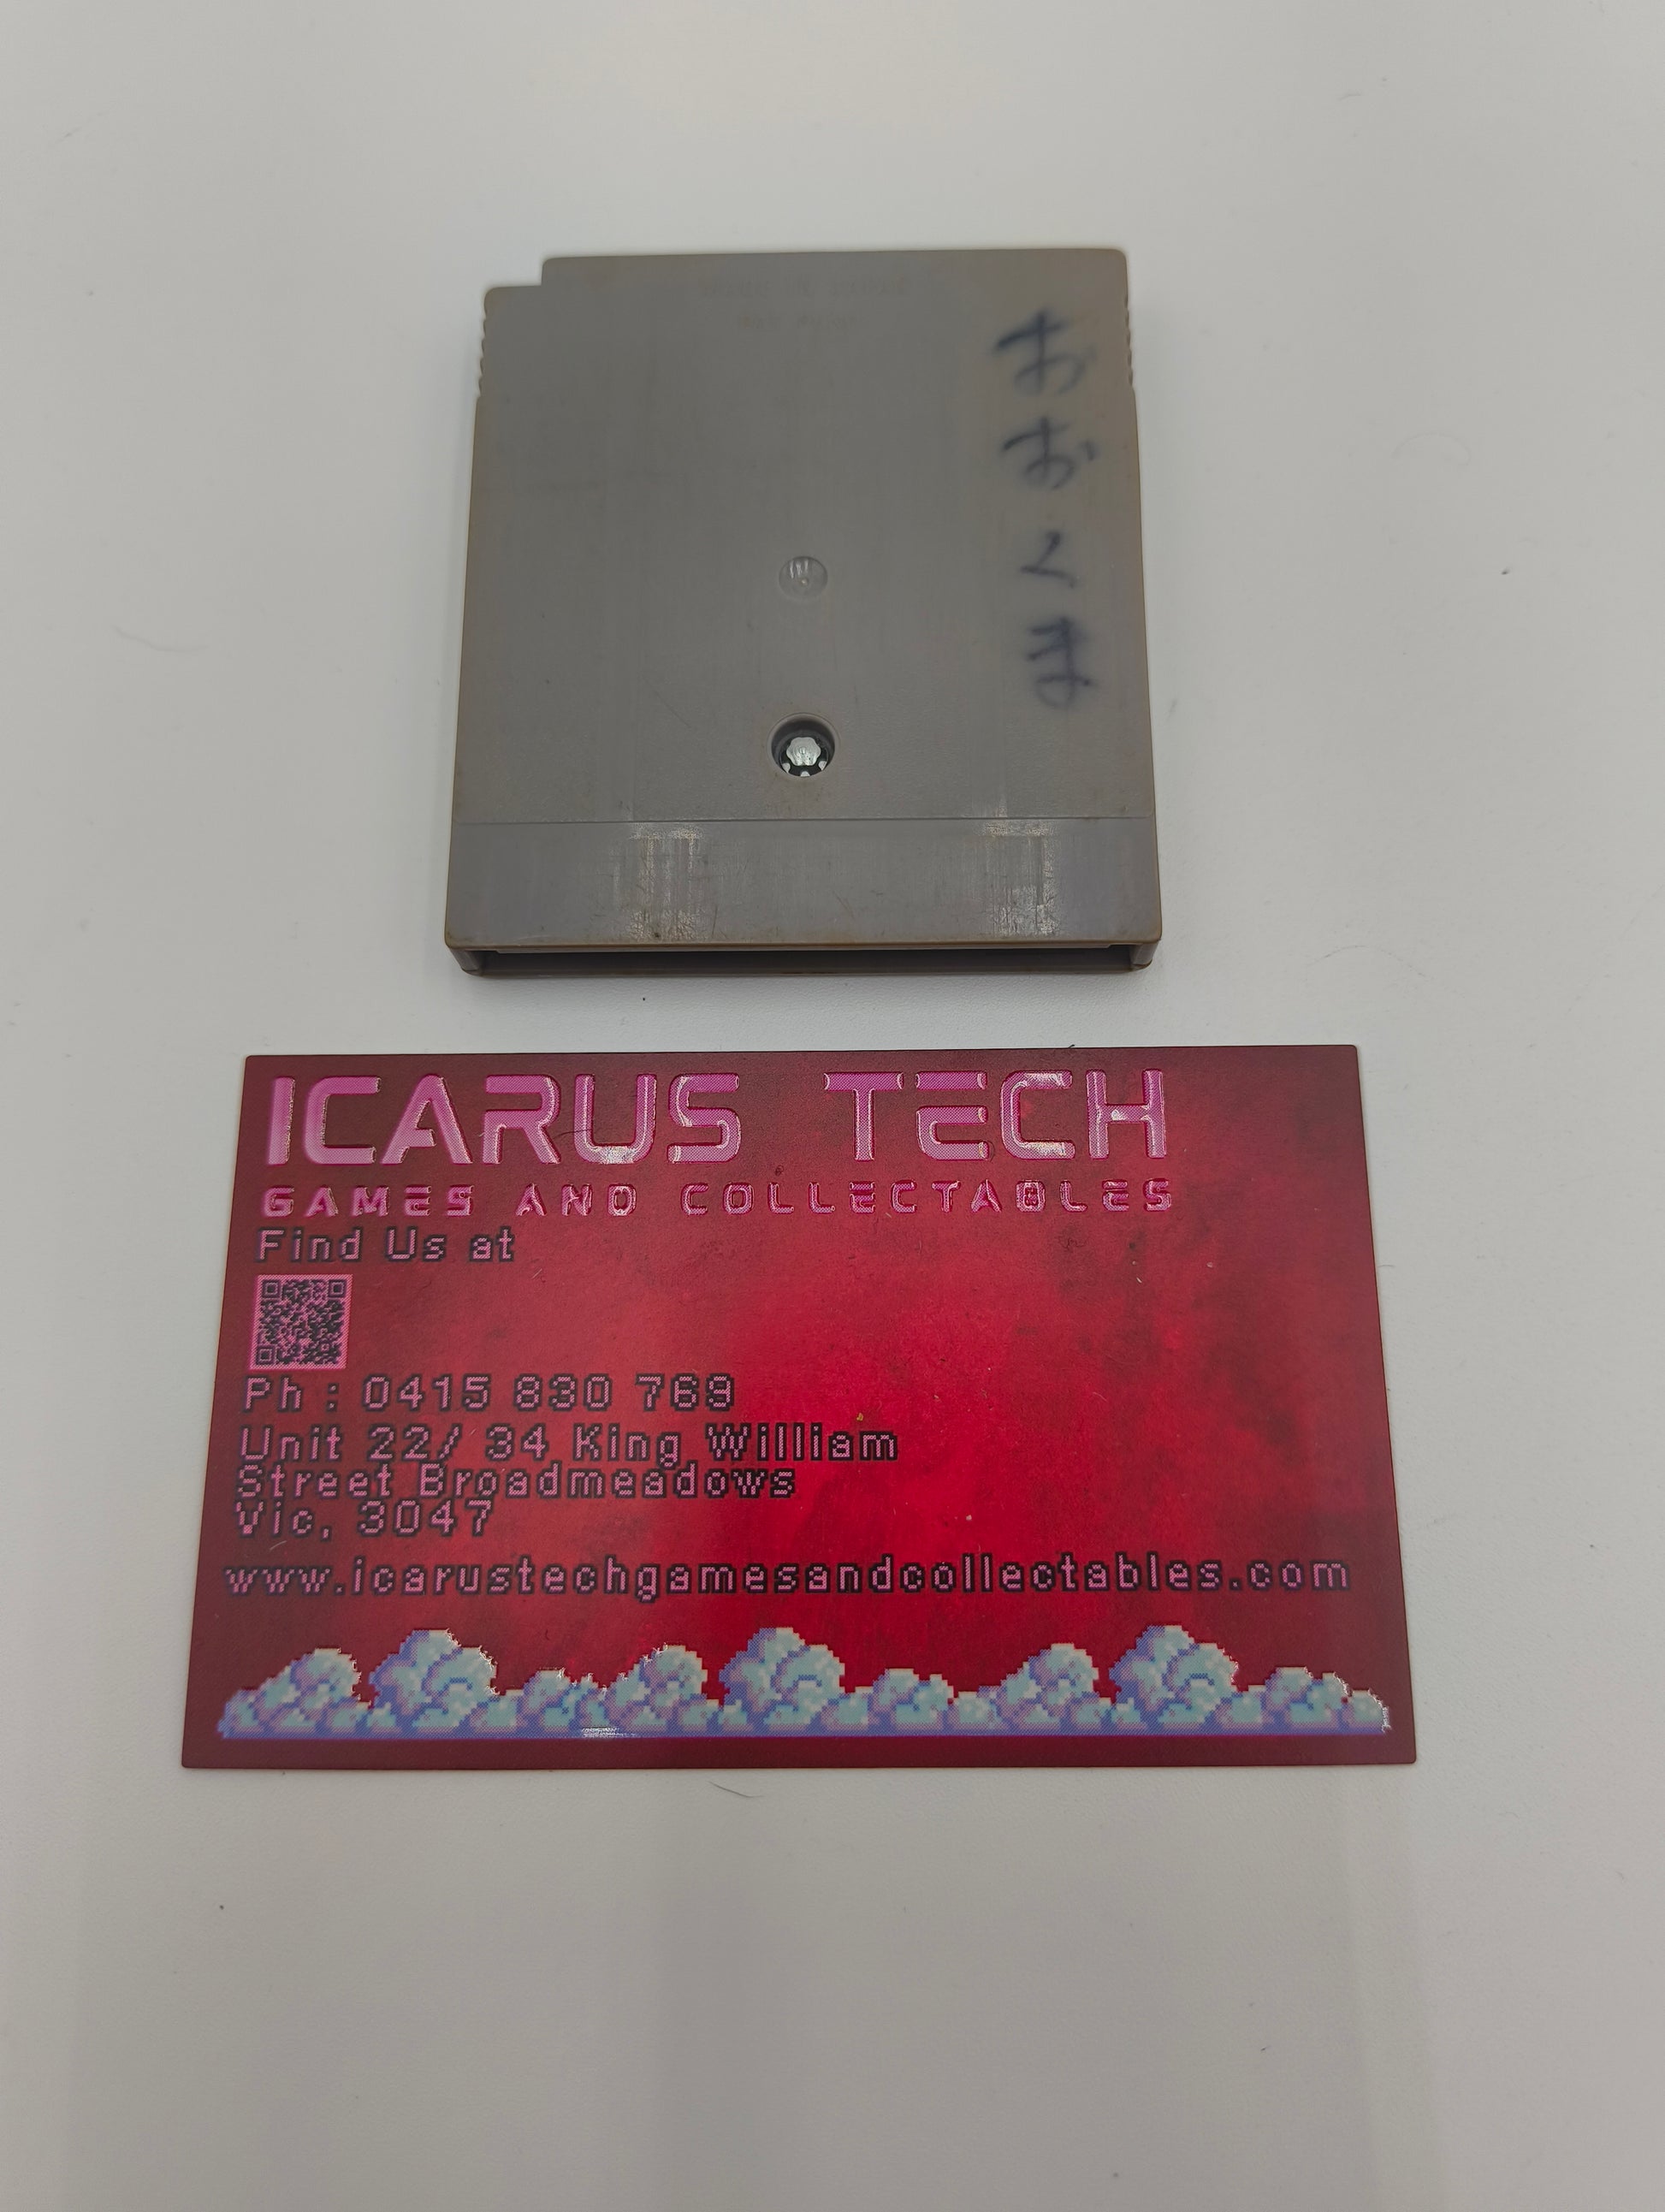 おおくま
ICARUS TECH
GAMES AND COLLECTABLES
Find Us at
Ph : 0415 830 769
Unit 22/ 34 King William
Street Broadmeadows
Vic, 3047
www.icarustechgamesandcollectables.com